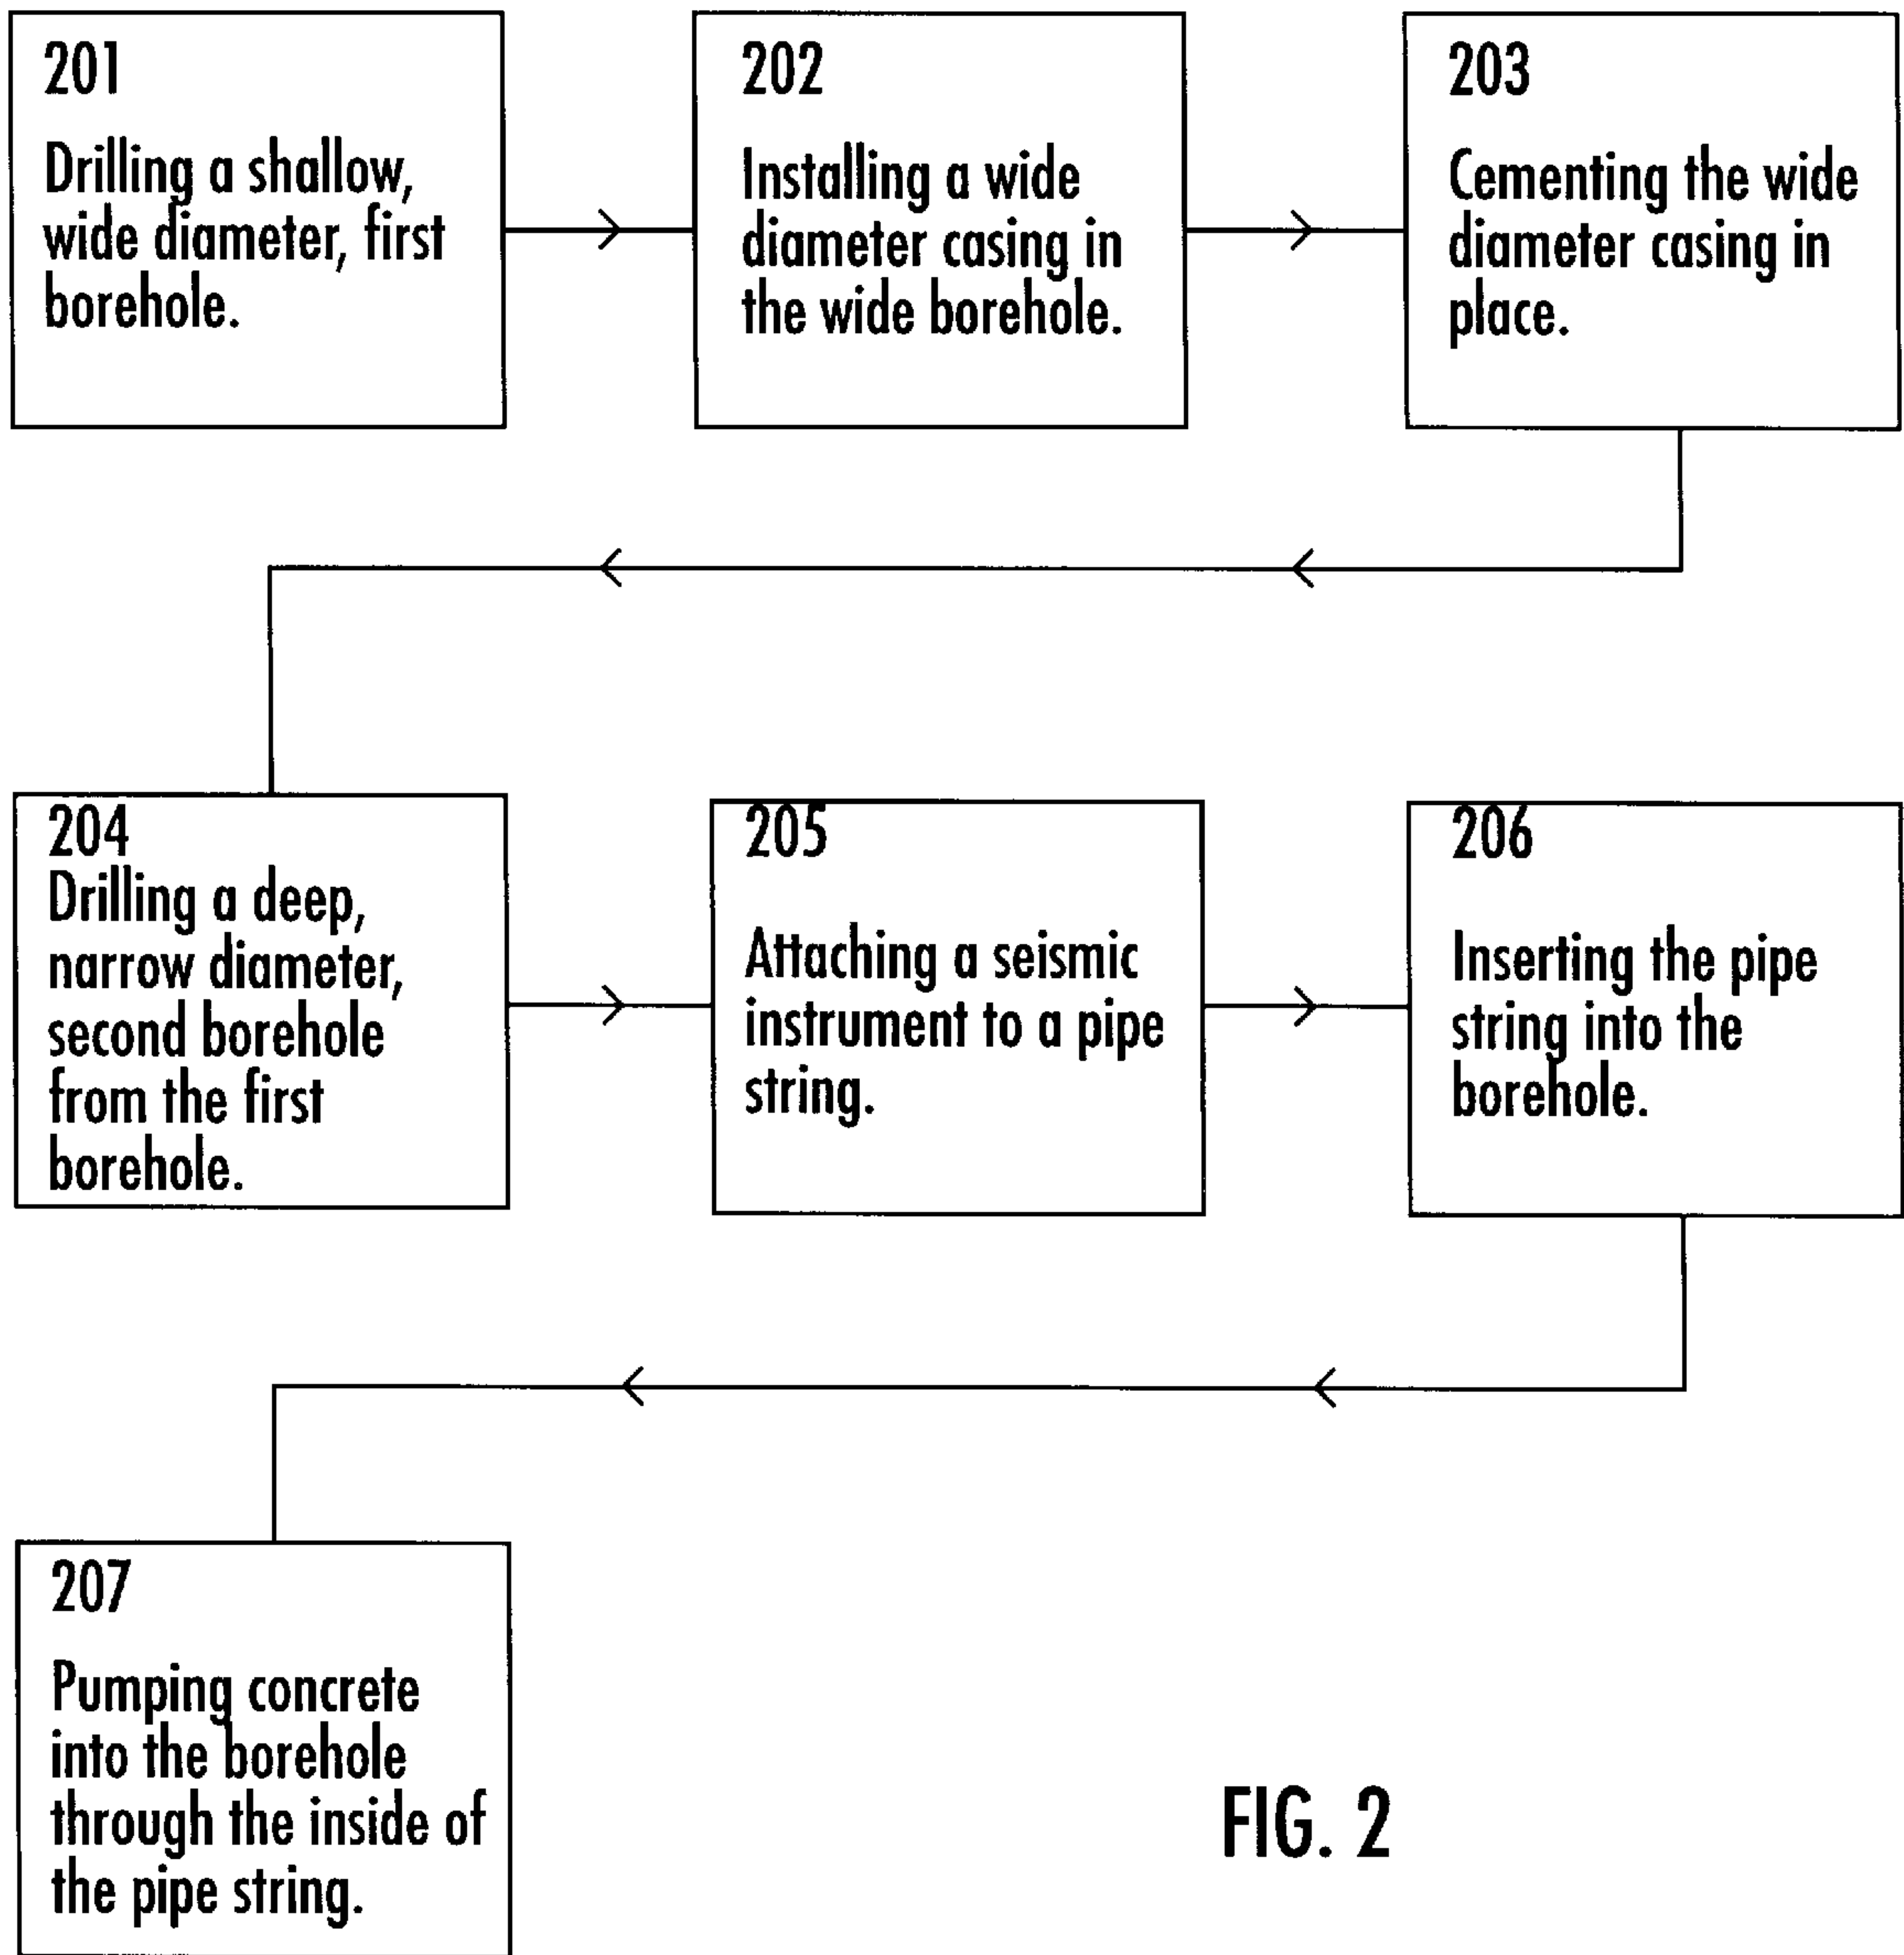 201
Drilling a shallow,
wide diameter, first
borehole.
202
Installing a wide
diameter casing in
the wide borehole.
203
Cementing the wide
diameter casing in
place.
204
Drilling a deep,
narrow diameter,
second borehole
from the first
borehole.
205
Attaching a seismic
instrument to a pipe
string.
206
Inserting the pipe
string into the
borehole.
207
Pumping concrete
into the borehole
through the inside of
the pipe string.
FIG. 2